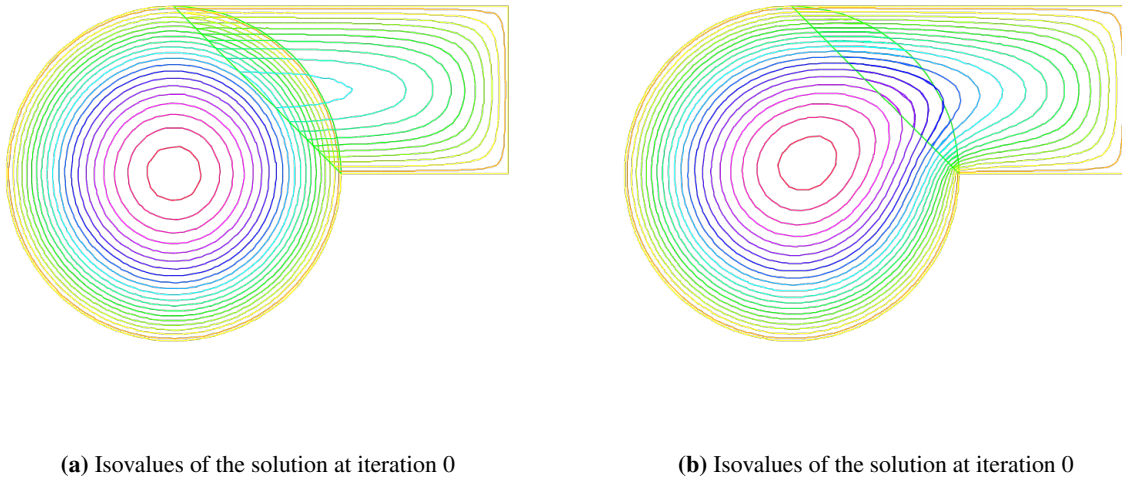 (a) Isovalues of the solution at iteration 0
(b) Isovalues of the solution at iteration 0